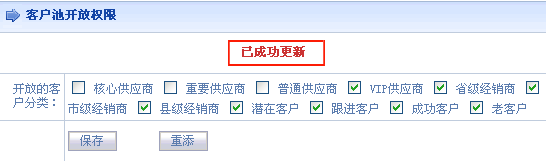 客户池开放权限
已成功更新
开放的客户分类： 核心供应商 重要供应商 普通供应商 VIP供应商 省级经销商
市级经销商 县级经销商 潜在客户 跟进客户 成功客户 老客户
保存 重添